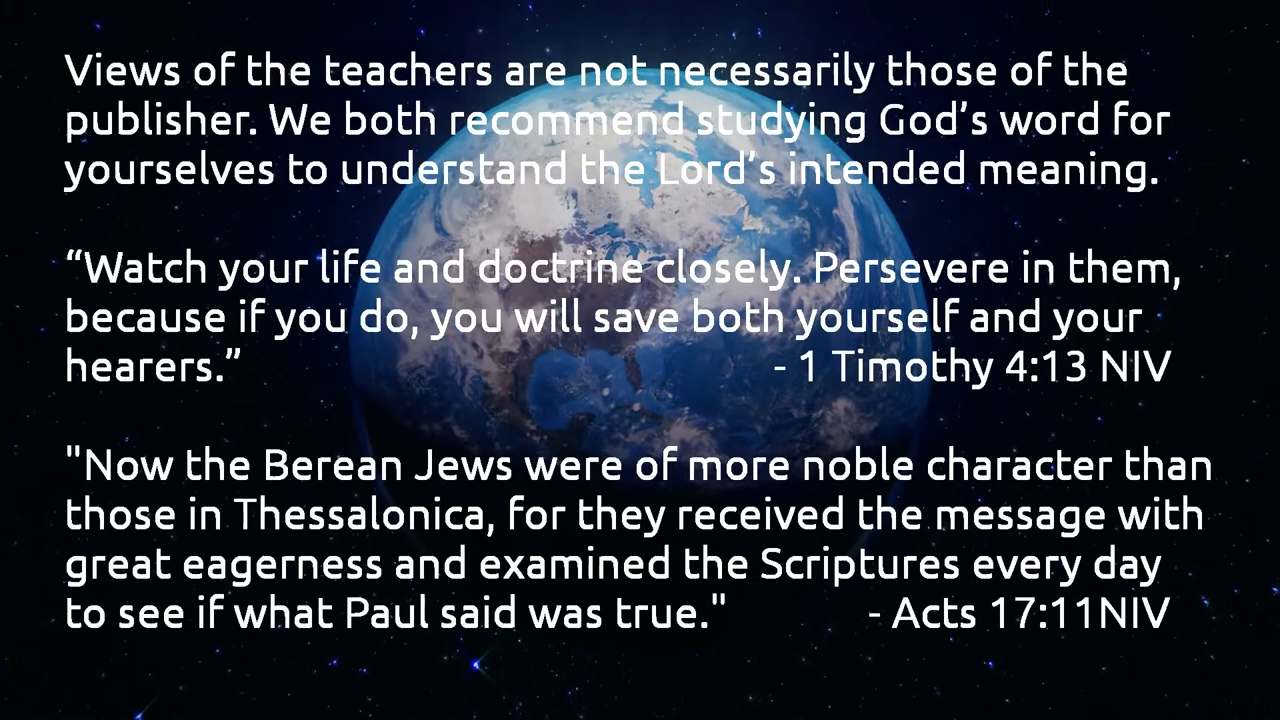 Views of the teachers are not necessarily those of the
publisher. We both recommend studying God’s word for
yourselves to understand the Lord’s intended meaning.
“Watch your life and doctrine closely. Persevere in them,
because if you do, you will save both yourself and your
hearers.” - 1 Timothy 4:13 NIV
"Now the Berean Jews were of more noble character than
those in Thessalonica, for they received the message with
great eagerness and examined the Scriptures every day
to see if what Paul said was true." - Acts 17:11NIV